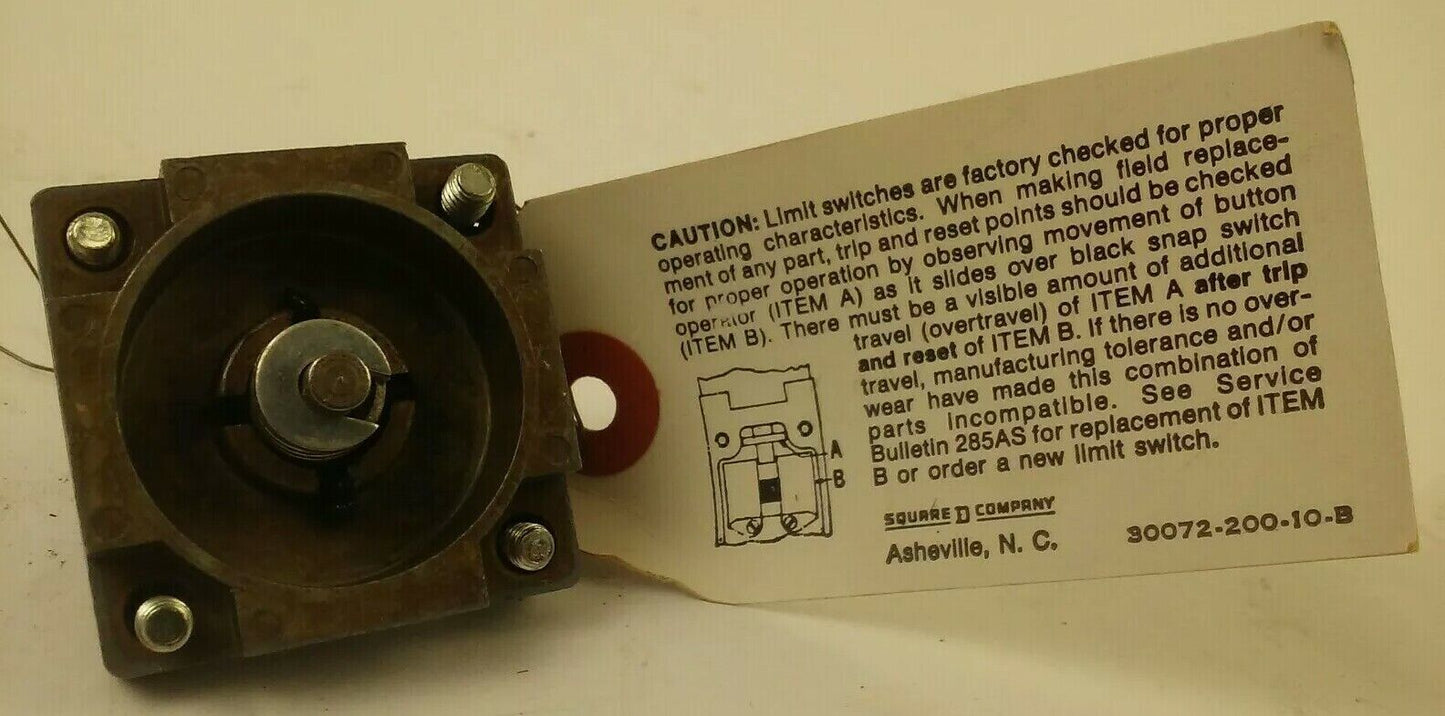 CAUTION: Limit switches are factory checked for proper
operating characteristics. When making field replace-
ment of any part, trip and reset points should be checked
for proper operation by observing movement of button
operator (ITEM A) as it slides over black snap switch
(ITEM B). There must be a visible amount of additional
travel (overtravel) of ITEM A after trip
and reset of ITEM B. If there is no over-
travel, manufacturing tolerance and/or
wear have made this combination of
parts incompatible. See Service
Bulletin 285AS for replacement of ITEM
B or order a new limit switch.
A
B
SQUARE D COMPANY
Asheville, N. C.
30072-200-10-B